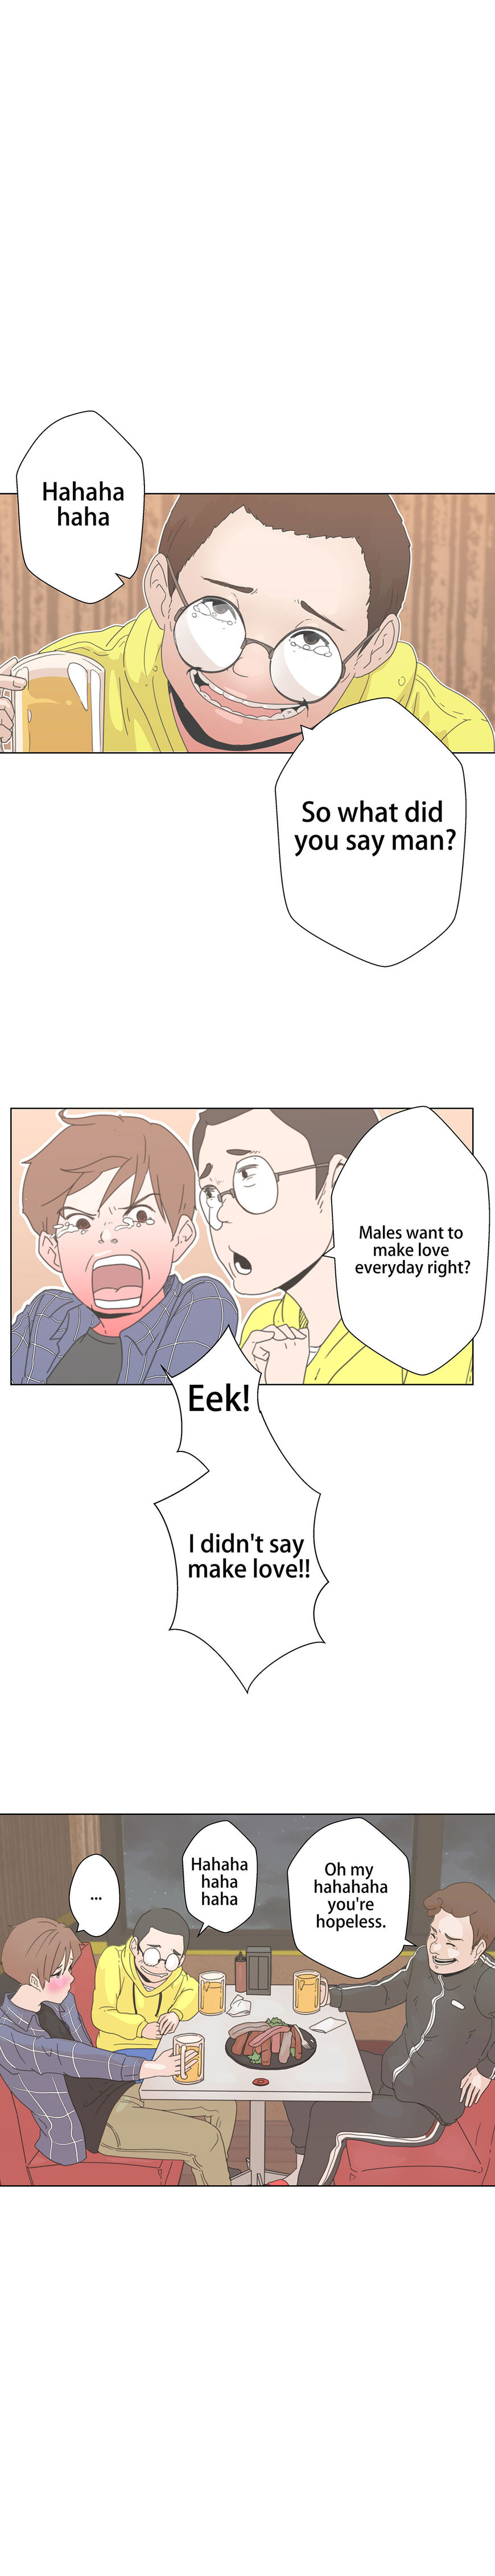 Hahaha
haha
So what did
you say man?
Males want to
make love
everyday right?
Eek!
I didn't say
make love!!
...
Hahaha
haha
haha
Oh my
hahahaha
you're
hopeless.